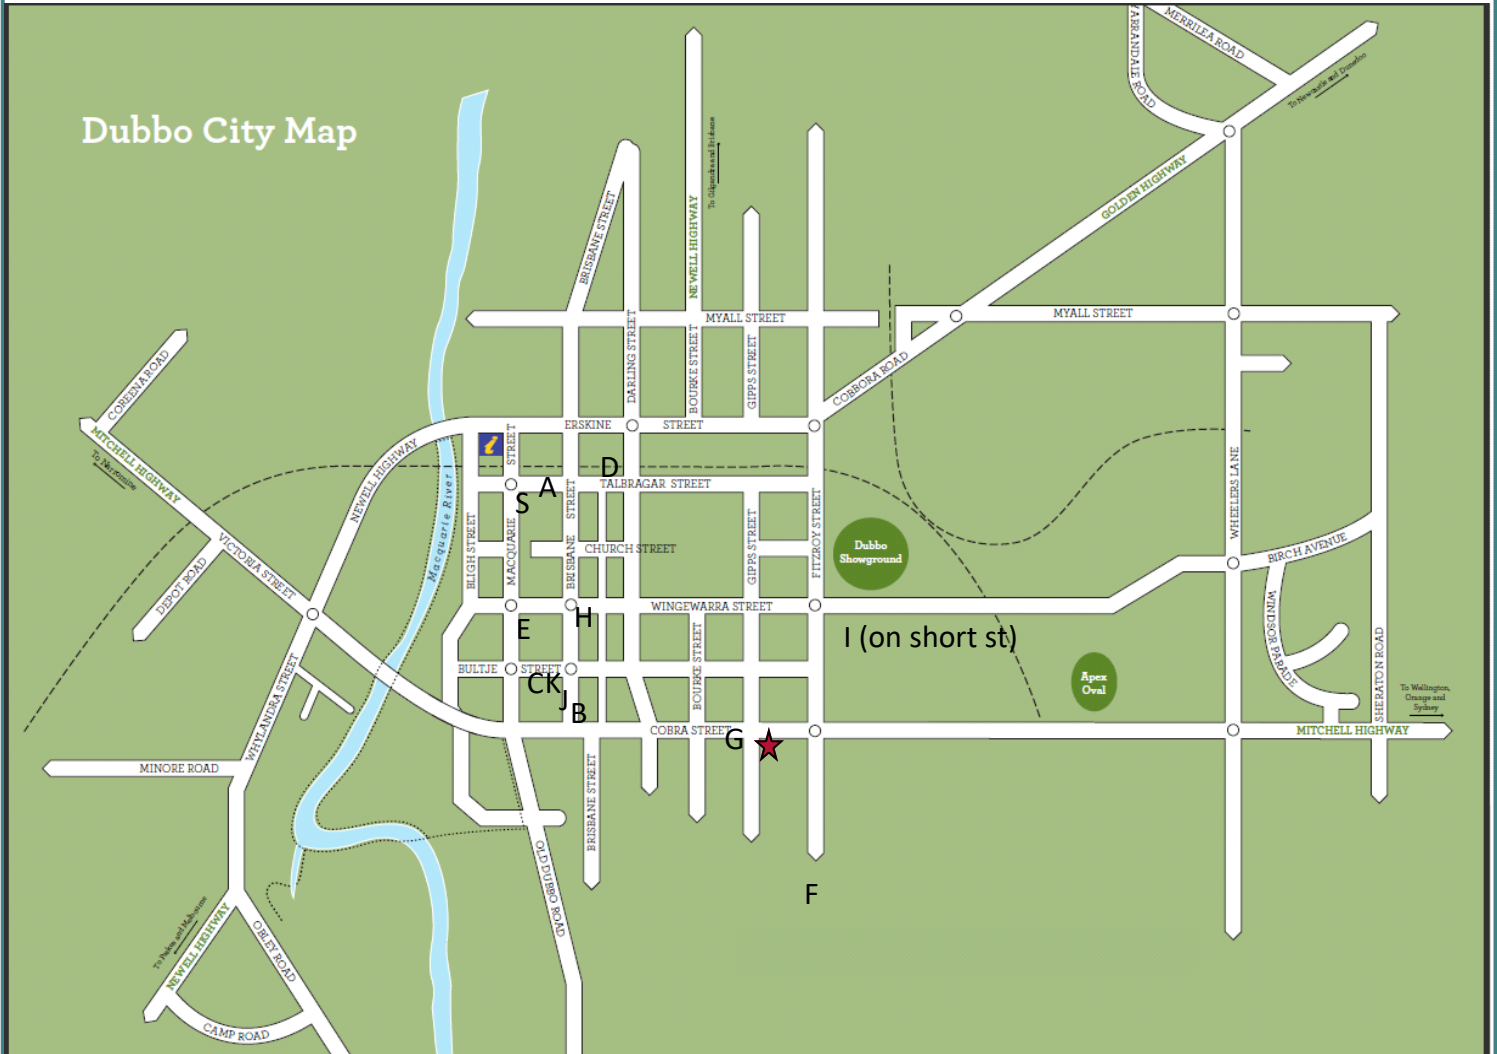 Dubbo City Map
WARRANDALE ROAD
MERRILEA ROAD
To Newcastle and Dunedoo
GOLDEN HIGHWAY
To Gilgandra and Brisbane
NEWELL HIGHWAY
BRISBANE STREET
MYALL STREET
MYALL STREET
DARLING STREET
BOURKE STREET
GIPPS STREET
COBBORA ROAD
COREENA ROAD
MITCHELL HIGHWAY
To Narromine
NEWELL HIGHWAY
ERSKINE STREET
i
MACQUARIE STREET
D
A
TALBRAGAR STREET
S
BRISBANE STREET
Macquarie River
BLIGH STREET
GIPPS STREET
FITZROY STREET
WHEELERS LANE
CHURCH STREET
Dubbo
Showground
VICTORIA STREET
DEPOT ROAD
BIRCH AVENUE
WINDSOR PARADE
SHERATON ROAD
WINGEWARRA STREET
H
E
I (on short st)
BOURKE STREET
BULTJE STREET
CK
J
B
Apex
Oval
To Wellington,
Orange and
Sydney
WHYLANDRA STREET
COBRA STREET
G
MITCHELL HIGHWAY
MINORE ROAD
BRISBANE STREET
OLD DUBBO ROAD
F
To Parkes and Melbourne
NEWELL HIGHWAY
OBLEY ROAD
CAMP ROAD